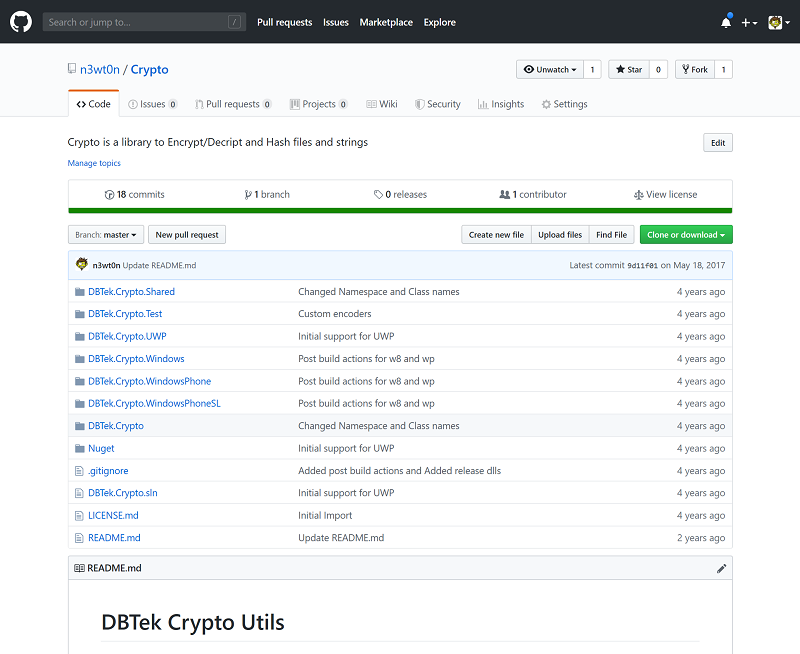 Search or jump to... / Pull requests Issues Marketplace Explore
n3wt0n / Crypto Unwatch 1 Star 0 Fork 1
Code Issues 0 Pull requests 0 Projects 0 Wiki Security Insights Settings
Crypto is a library to Encrypt/Decript and Hash files and strings Edit
Manage topics
18 commits 1 branch 0 releases 1 contributor View license
Branch: master New pull request Create new file Upload files Find File Clone or download
n3wt0n Update README.md Latest commit 9d11f01 on May 18, 2017
DBTek.Crypto.Shared Changed Namespace and Class names 4 years ago
DBTek.Crypto.Test Custom encoders 4 years ago
DBTek.Crypto.UWP Initial support for UWP 4 years ago
DBTek.Crypto.Windows Post build actions for w8 and wp 4 years ago
DBTek.Crypto.WindowsPhone Post build actions for w8 and wp 4 years ago
DBTek.Crypto.WindowsPhoneSL Post build actions for w8 and wp 4 years ago
DBTek.Crypto Changed Namespace and Class names 4 years ago
Nuget Initial support for UWP 4 years ago
.gitignore Added post build actions and Added release dlls 4 years ago
DBTek.Crypto.sln Initial support for UWP 4 years ago
LICENSE.md Initial Import 4 years ago
README.md Update README.md 2 years ago
README.md
DBTek Crypto Utils